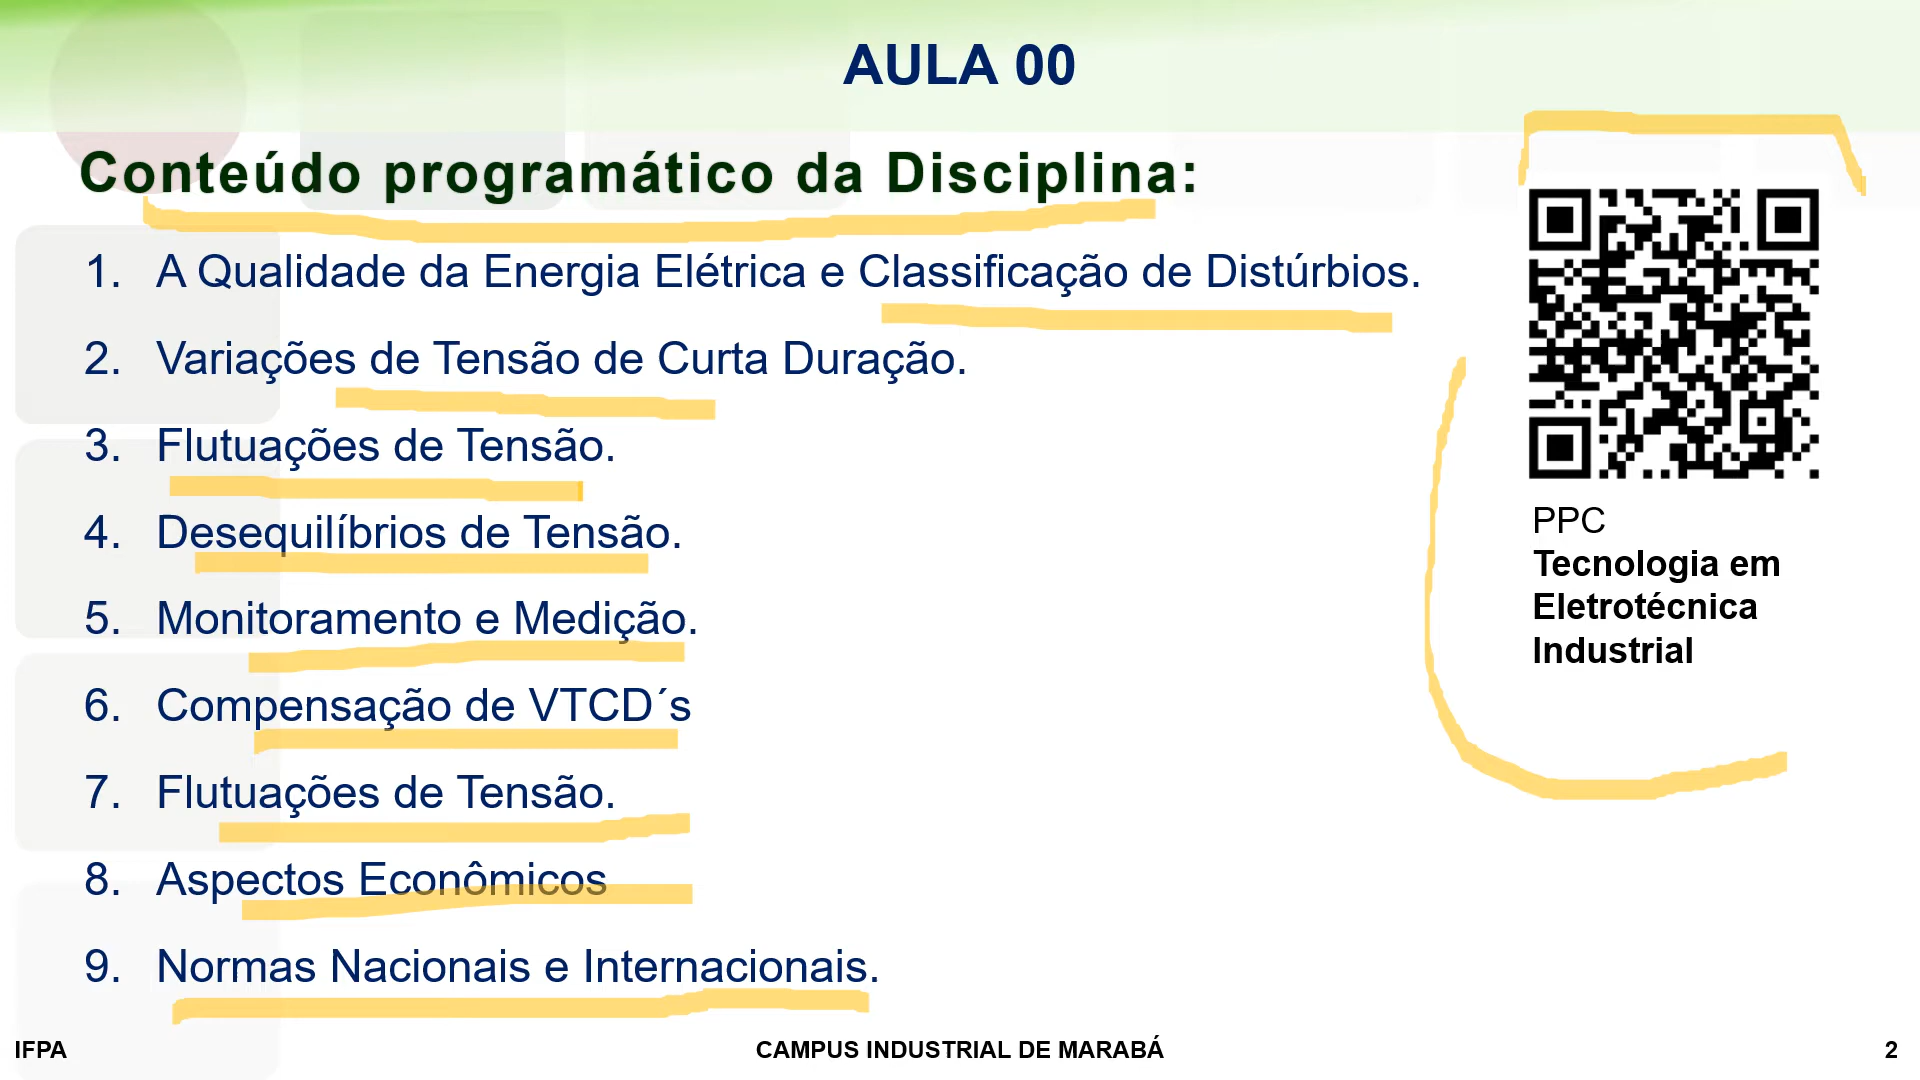 AULA 00
Conteúdo programático da Disciplina:
1. A Qualidade da Energia Elétrica e Classificação de Distúrbios.
2. Variações de Tensão de Curta Duração.
3. Flutuações de Tensão.
4. Desequilíbrios de Tensão.
5. Monitoramento e Medição.
6. Compensação de VTCD´s
7. Flutuações de Tensão.
8. Aspectos Econômicos
9. Normas Nacionais e Internacionais.
PPC
Tecnologia em
Eletrotécnica
Industrial
IFPA
CAMPUS INDUSTRIAL DE MARABÁ
2